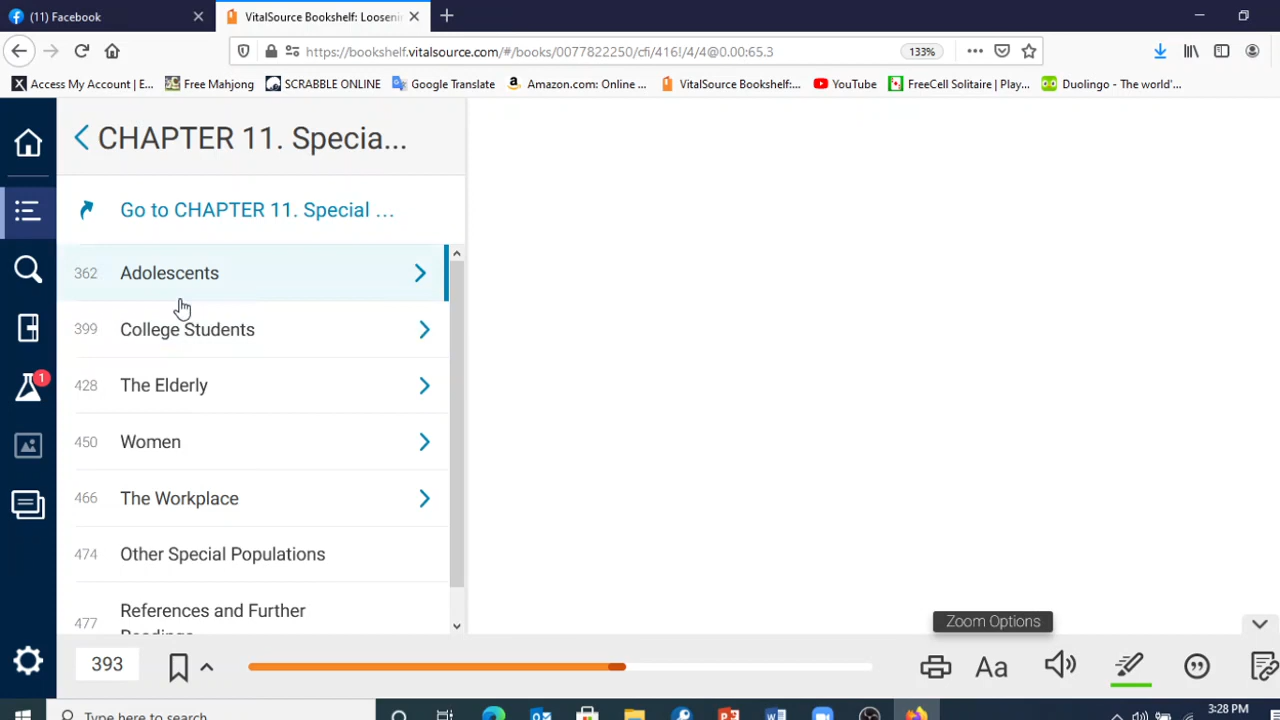 (11) Facebook
VitalSource Bookshelf: Loosenin
https://bookshelf.vitalsource.com/#/books/0077822250/cfi/416!/4/4@0.00:65.3
133%
Access My Account | E...
Free Mahjong
SCRABBLE ONLINE
Google Translate
Amazon.com: Online ...
VitalSource Bookshelf:...
YouTube
FreeCell Solitaire | Play...
Duolingo - The world'...
CHAPTER 11. Specia...
Go to CHAPTER 11. Special ...
362 Adolescents
399 College Students
428 The Elderly
450 Women
466 The Workplace
474 Other Special Populations
477 References and Further
Readings
1
Zoom Options
393
Aa
Type here to search
3:28 PM